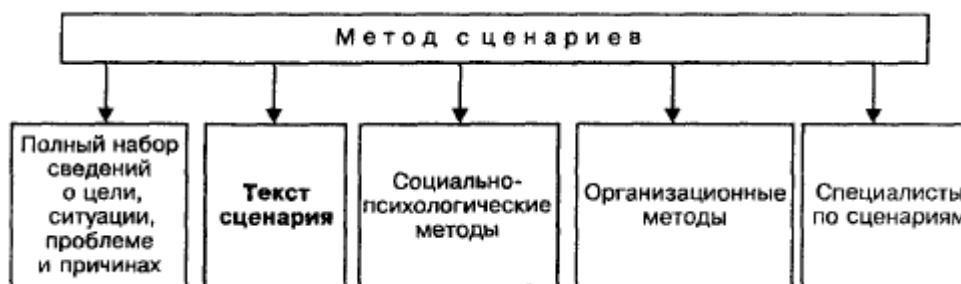 Метод сценариев
Полный набор
сведений
о цели,
ситуации,
проблеме
и причинах
Текст
сценария
Социально-
психологические
методы
Организационные
методы
Специалисты
по сценариям